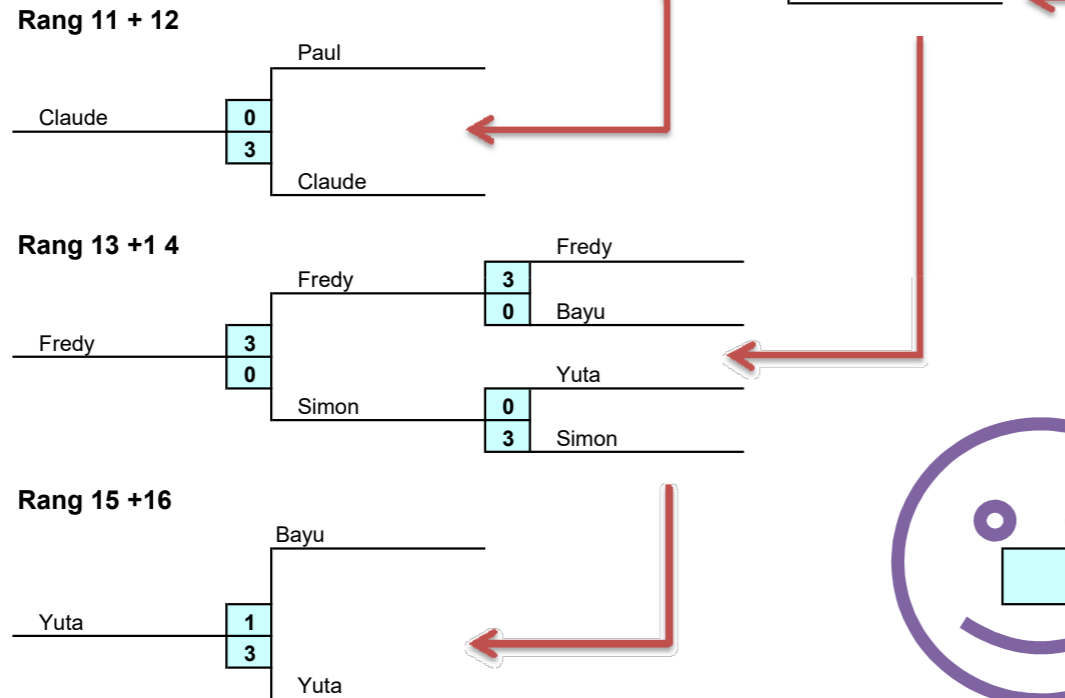 Rang 11 + 12
Paul
Claude
0
3
Claude
Rang 13 +1 4
Fredy
Fredy
3
0
Bayu
Fredy
3
0
Yuta
Simon
0
3
Simon
Rang 15 +16
Bayu
Yuta
1
3
Yuta